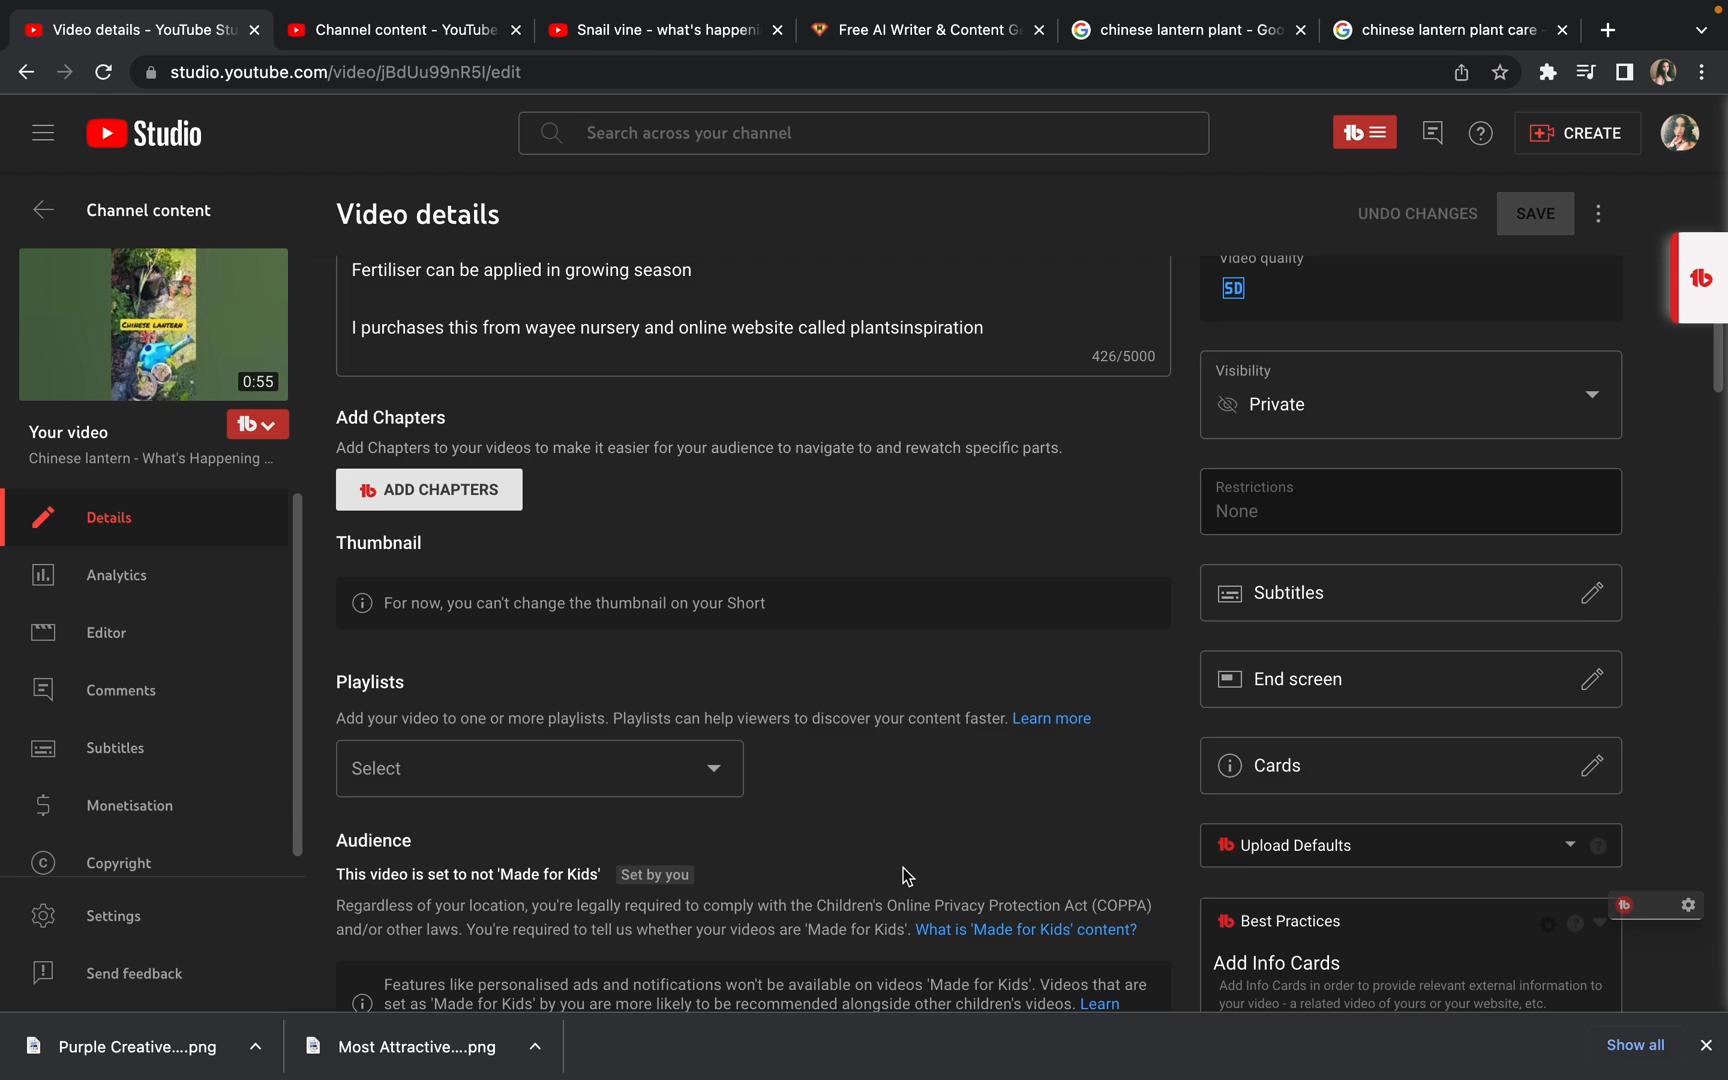 Video details - YouTube Stu
Channel content - YouTube
Snail vine - what's happeni
Free AI Writer & Content Ge
chinese lantern plant - Goo
chinese lantern plant care -
studio.youtube.com/video/jBdUu99nR5I/edit
Studio
Search across your channel
CREATE
Channel content
Video details
UNDO CHANGES
SAVE
Fertiliser can be applied in growing season
I purchases this from wayee nursery and online website called plantsinspiration
426/5000
Video quality
SD
CHINESE LANTERN
0:55
Your video
Chinese lantern - What's Happening ...
Visibility
Private
Add Chapters
Add Chapters to your videos to make it easier for your audience to navigate to and rewatch specific parts.
ADD CHAPTERS
Restrictions
None
Details
Thumbnail
For now, you can't change the thumbnail on your Short
Subtitles
Analytics
Editor
Playlists
Add your video to one or more playlists. Playlists can help viewers to discover your content faster. Learn more
Select
End screen
Comments
Subtitles
Cards
Monetisation
Audience
This video is set to not 'Made for Kids' Set by you
Regardless of your location, you're legally required to comply with the Children's Online Privacy Protection Act (COPPA)
and/or other laws. You're required to tell us whether your videos are 'Made for Kids'. What is 'Made for Kids' content?
Upload Defaults
Copyright
Settings
Send feedback
Features like personalised ads and notifications won't be available on videos 'Made for Kids'. Videos that are
set as 'Made for Kids' by you are more likely to be recommended alongside other children's videos. Learn
Best Practices
Add Info Cards
Add Info Cards in order to provide relevant external information to
your video - a related video of yours or your website, etc.
Purple Creative....png
Most Attractive....png
Show all